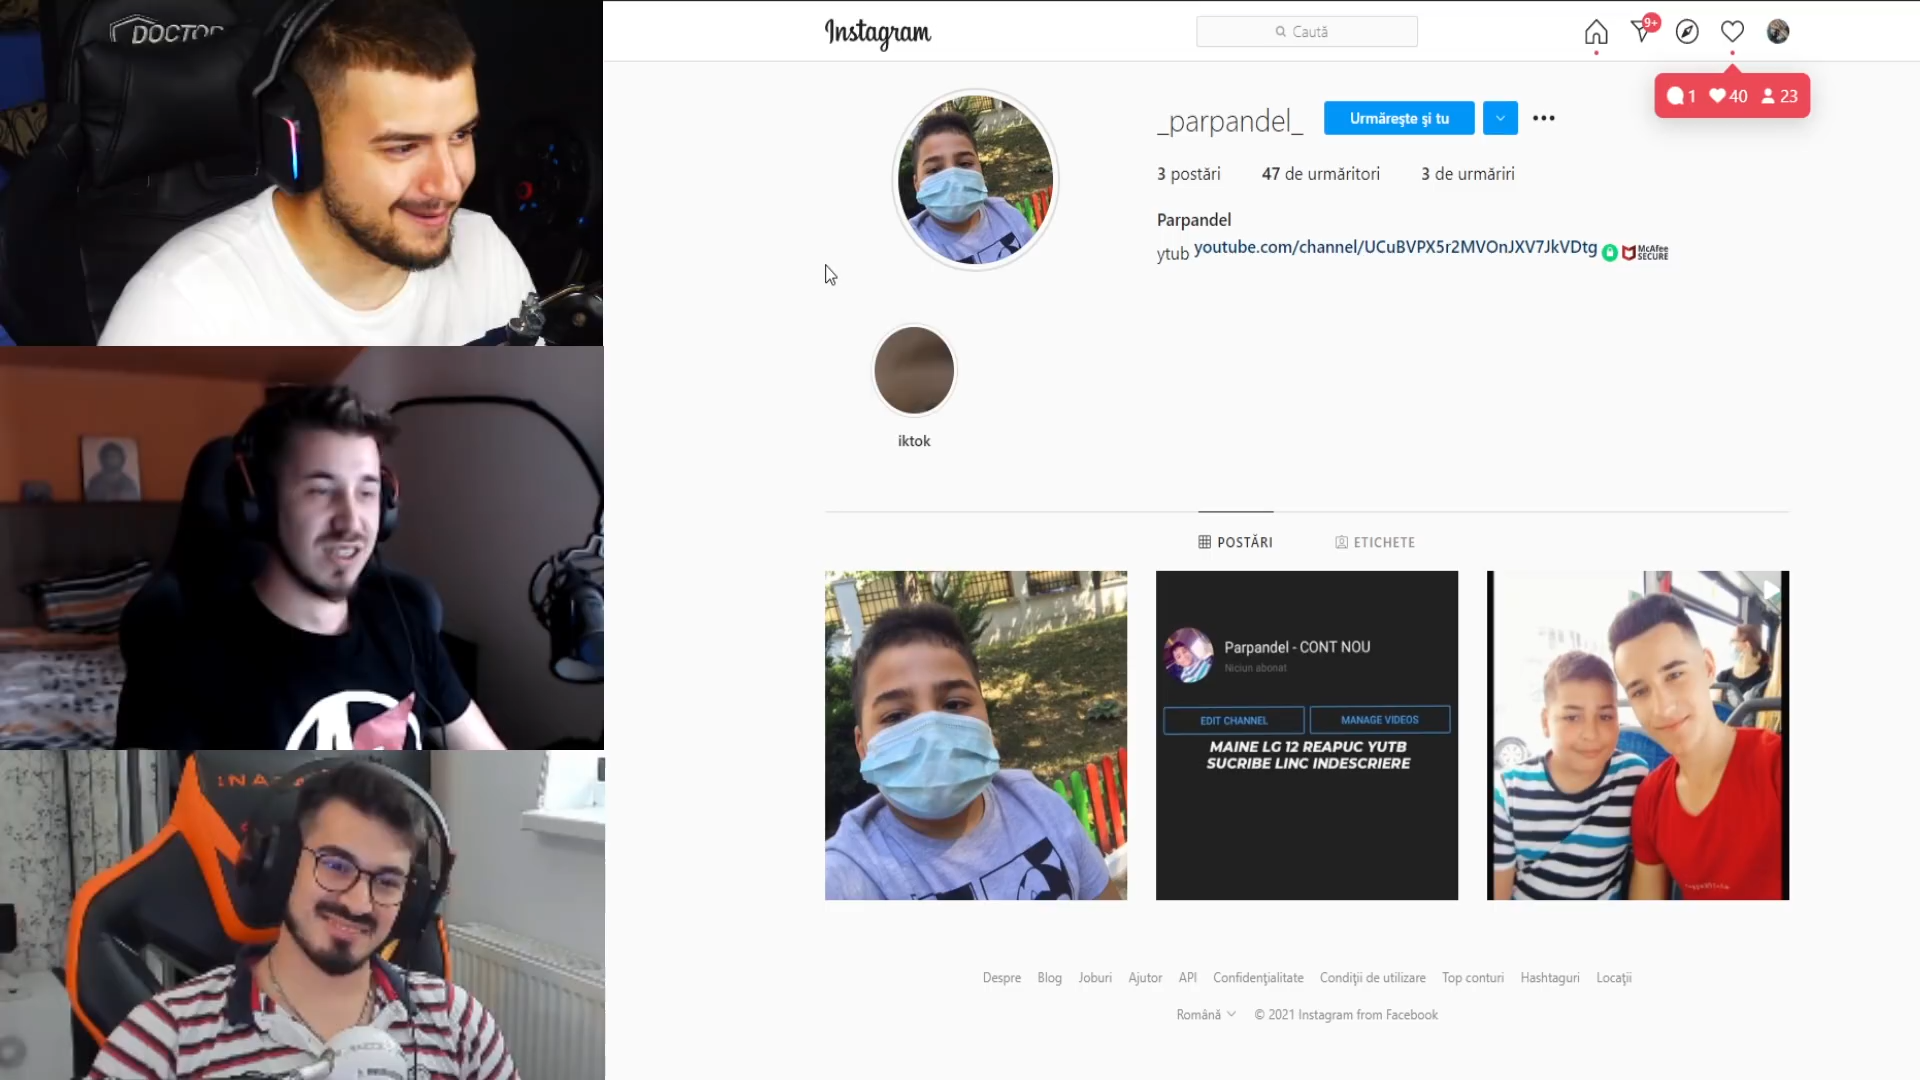 DOCTOR
Instagram
Caută
9+
1 40 23
_parpandel_
Urmărește și tu
3 postări 47 de urmăritori 3 de urmăriri
Parpandel
ytub youtube.com/channel/UCuBVPX5r2MVOnJXV7JkVDtg McAfee SECURE
iktok
POSTĂRI ETICHETE
Parpandel - CONT NOU
Niciun abonat
EDIT CHANNEL MANAGE VIDEOS
MAINE LG 12 REAPUC YUTB
SUCRIBE LINC INDESCRIERE
Despre Blog Joburi Ajutor API Confidențialitate Condiții de utilizare Top conturi Hashtaguri Locații
Română © 2021 Instagram from Facebook